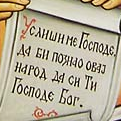 Услиши ме Господе,
да би познао овај
народ да си Ти
Господе Бог.